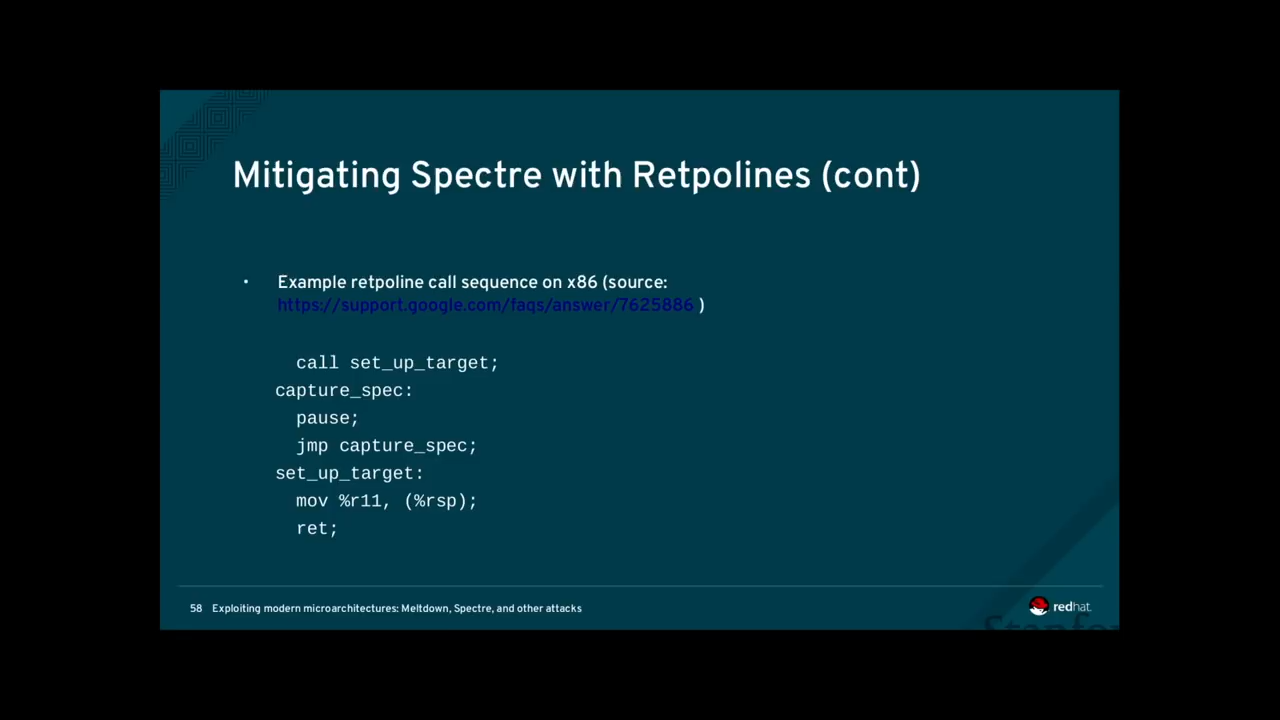 Mitigating Spectre with Retpolines (cont)
• Example retpoline call sequence on x86 (source:
https://support.google.com/faqs/answer/7625886 )
call set_up_target;
capture_spec:
pause;
jmp capture_spec;
set_up_target:
mov %r11, (%rsp);
ret;
58 Exploiting modern microarchitectures: Meltdown, Spectre, and other attacks
redhat.